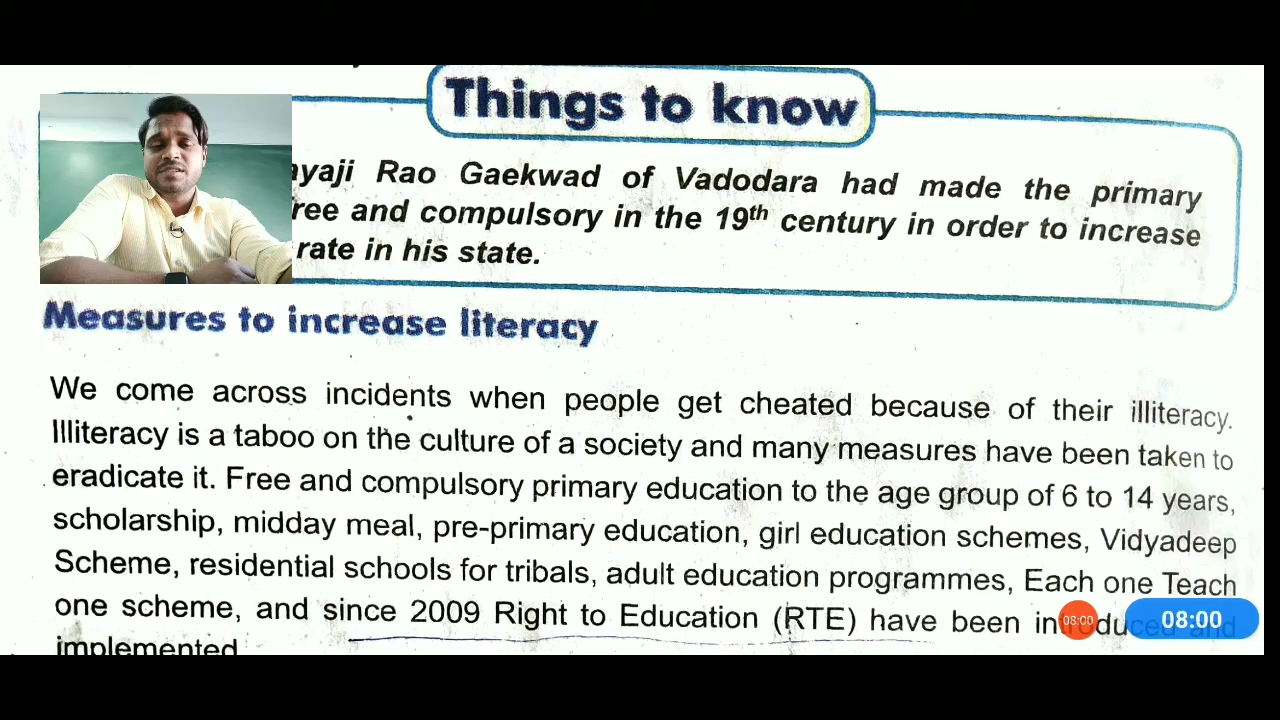 Things to know
Rao Gaekwad of Vadodara had made the primary
and compulsory in the 19th century in order to increase
rate in his state.
Measures to increase literacy
We come across incidents when people get cheated because of their illiteracy.
Illiteracy is a taboo on the culture of a society and many measures have been taken to
eradicate it. Free and compulsory primary education to the age group of 6 to 14 years,
scholarship, midday meal, pre-primary education, girl education schemes, Vidyadeep
Scheme, residential schools for tribals, adult education programmes, Each one Teach
one scheme, and since 2009 Right to Education (RTE) have been introduced and
implemented
08:00
08:00